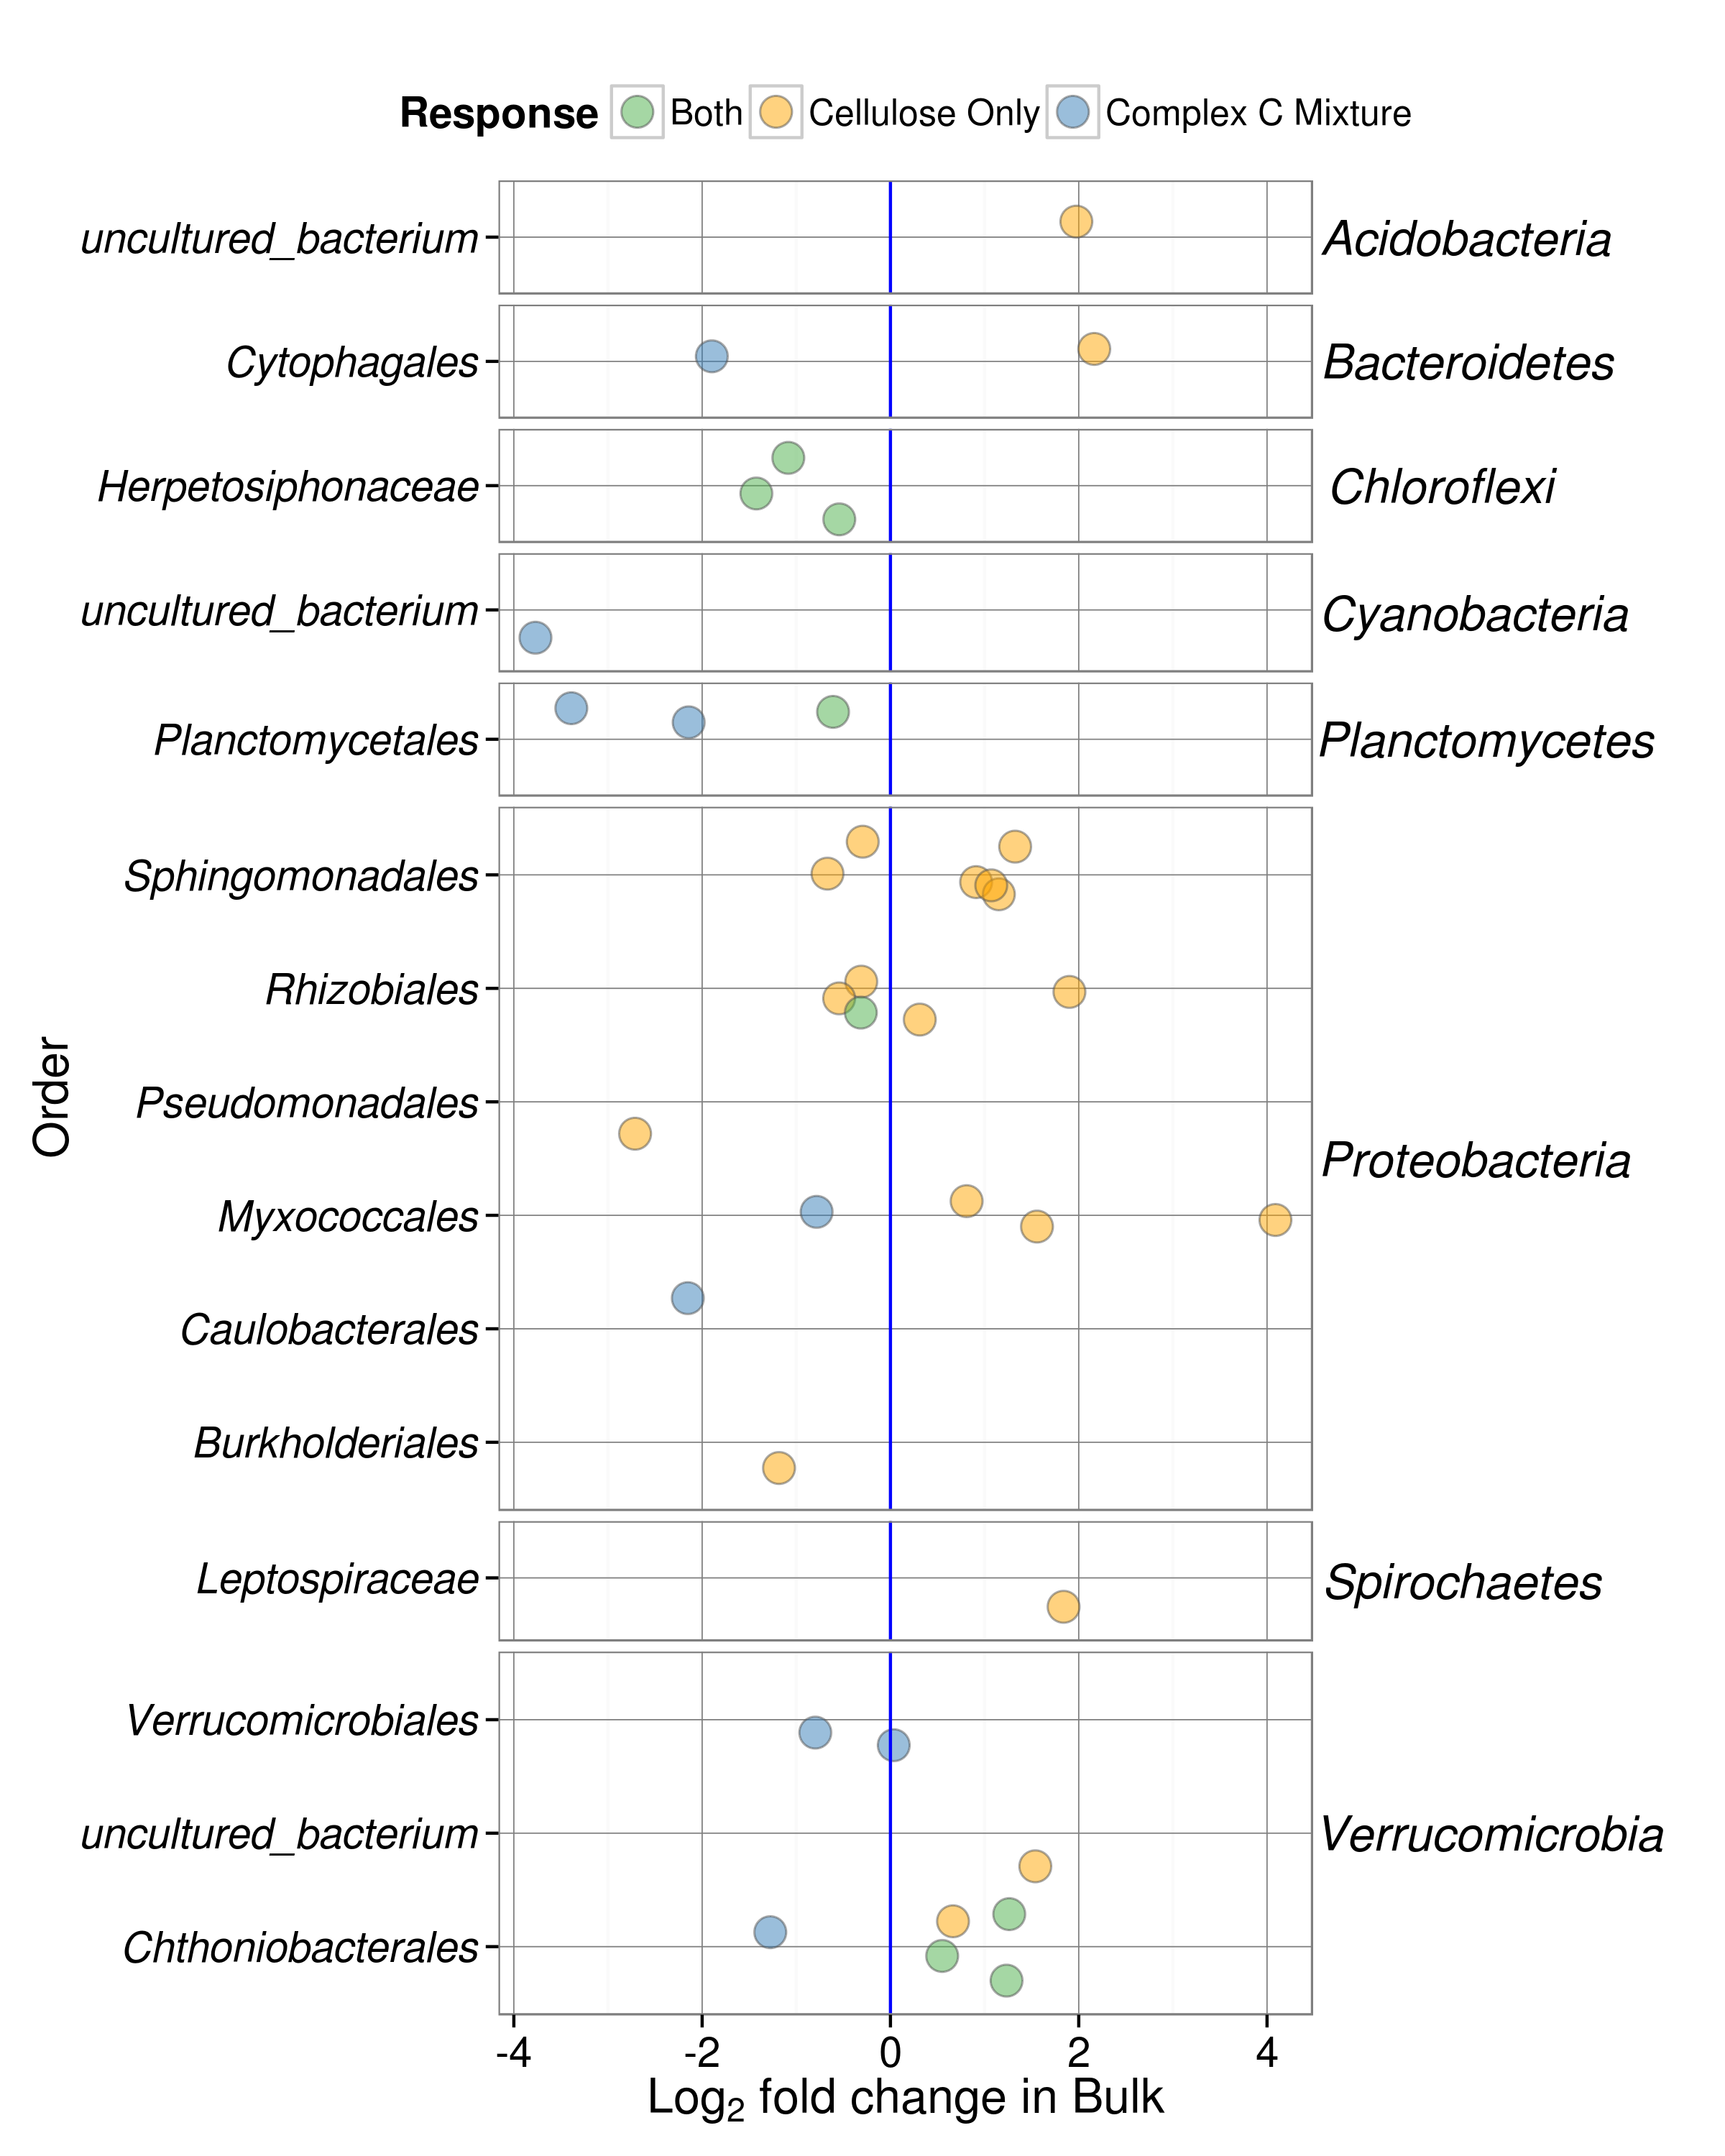 Response Both Cellulose Only Complex C Mixture
uncultured_bacterium Acidobacteria
Cytophagales Bacteroidetes
Herpetosiphonaceae Chloroflexi
uncultured_bacterium Cyanobacteria
Planctomycetales Planctomycetes
Sphingomonadales
Rhizobiales
Pseudomonadales
Order
Proteobacteria
Myxococcales
Caulobacterales
Burkholderiales
Leptospiraceae Spirochaetes
Verrucomicrobiales
uncultured_bacterium Verrucomicrobia
Chthoniobacterales
-4 -2 0 2 4
Log₂ fold change in Bulk